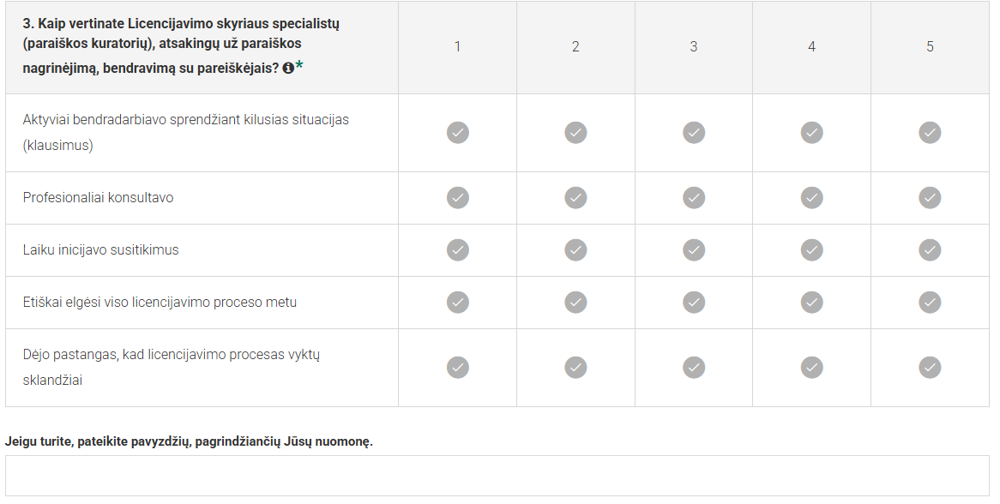 3. Kaip vertinate Licencijavimo skyriaus specialistų
(paraiškos kuratorių), atsakingų už paraiškos
nagrinėjimą, bendravimą su pareiškėjais? *
1 2 3 4 5
Aktyviai bendradarbiavo sprendžiant kilusias situacijas
(klausimus)
Profesionaliai konsultavo
Laiku inicijavo susitikimus
Etiškai elgėsi viso licencijavimo proceso metu
Dėjo pastangas, kad licencijavimo procesas vyktų
sklandžiai
Jeigu turite, pateikite pavyzdžių, pagrindžiančių Jūsų nuomonę.